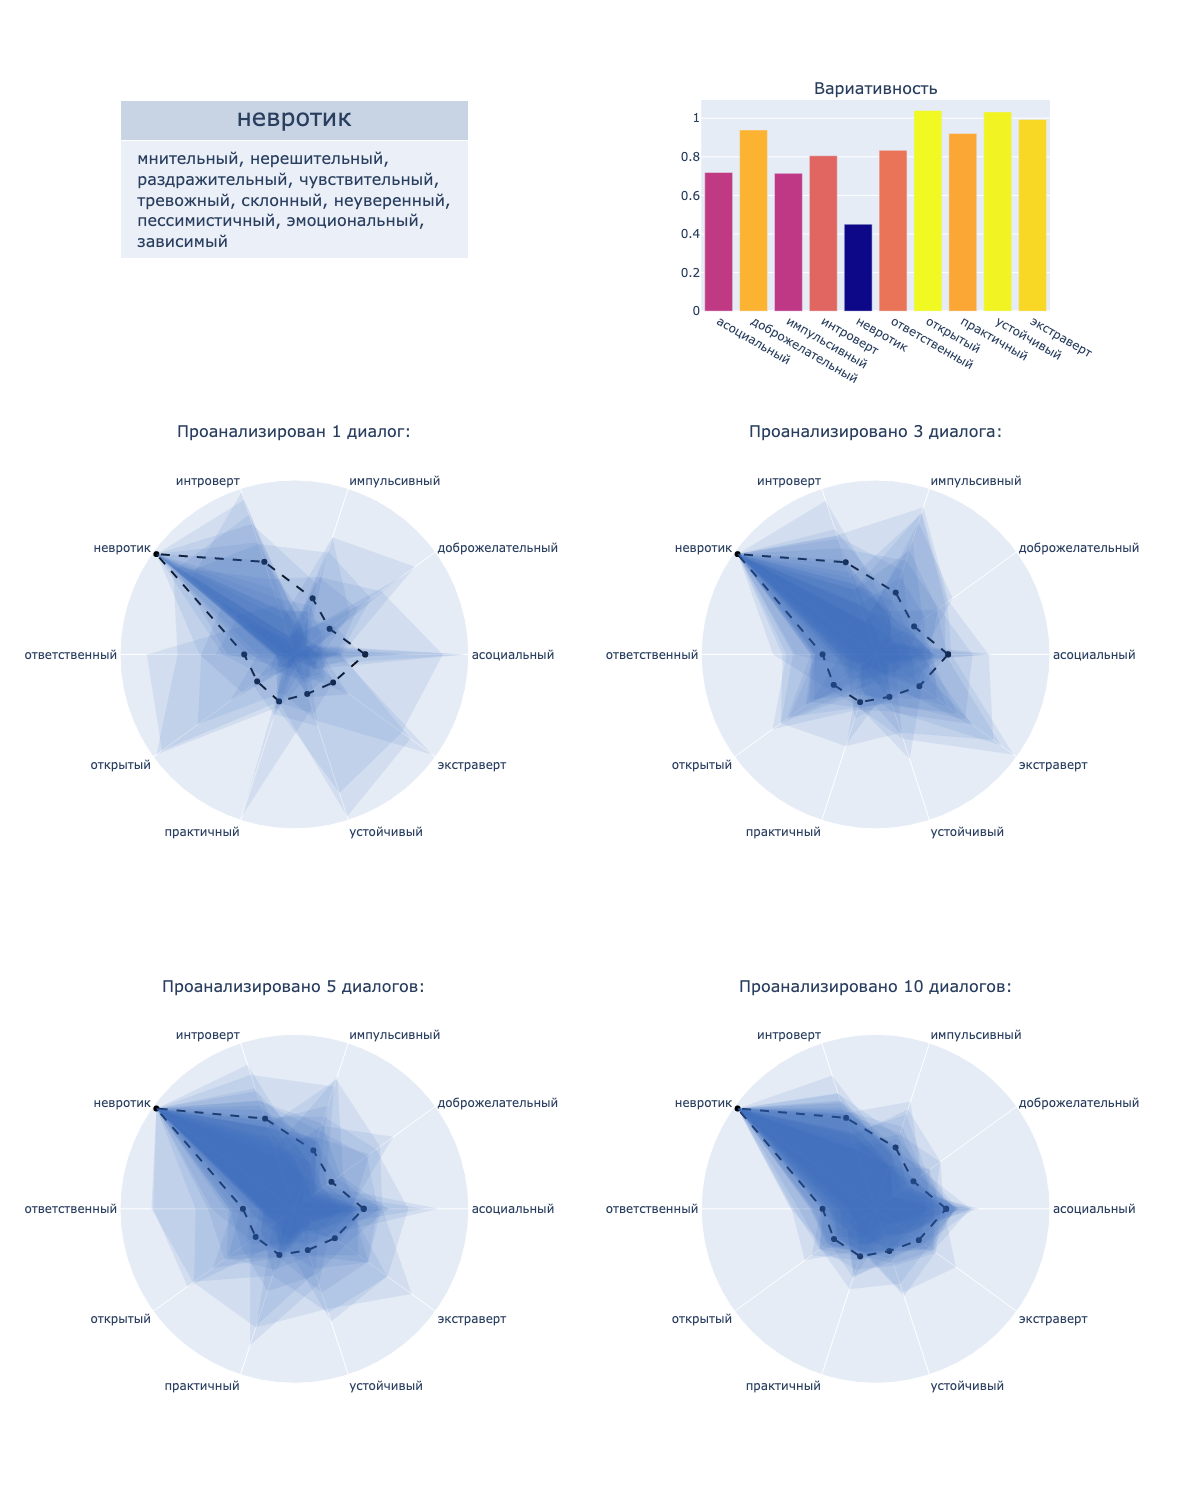 невротик
мнительный, нерешительный,
раздражительный, чувствительный,
тревожный, склонный, неуверенный,
пессимистичный, эмоциональный,
зависимый
Вариативность
1
0.8
0.6
0.4
0.2
0
асоциальный
доброжелательный
импульсивный
интроверт
невротик
ответственный
открытый
практичный
устойчивый
экстраверт
Проанализирован 1 диалог:
интроверт
импульсивный
невротик
доброжелательный
ответственный
асоциальный
открытый
экстраверт
практичный
устойчивый
Проанализировано 3 диалога:
интроверт
импульсивный
невротик
доброжелательный
ответственный
асоциальный
открытый
экстраверт
практичный
устойчивый
Проанализировано 5 диалогов:
интроверт
импульсивный
невротик
доброжелательный
ответственный
асоциальный
открытый
экстраверт
практичный
устойчивый
Проанализировано 10 диалогов:
интроверт
импульсивный
невротик
доброжелательный
ответственный
асоциальный
открытый
экстраверт
практичный
устойчивый